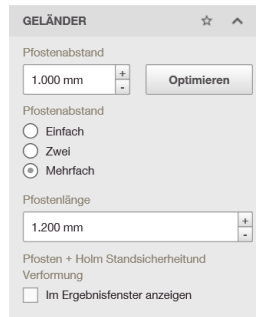 GELÄNDER
Pfostenabstand
1.000 mm
+
-
Optimieren
Pfostenabstand
Einfach
Zwei
Mehrfach
Pfostenlänge
1.200 mm
+
-
Pfosten + Holm Standsicherheitund
Verformung
Im Ergebnisfenster anzeigen